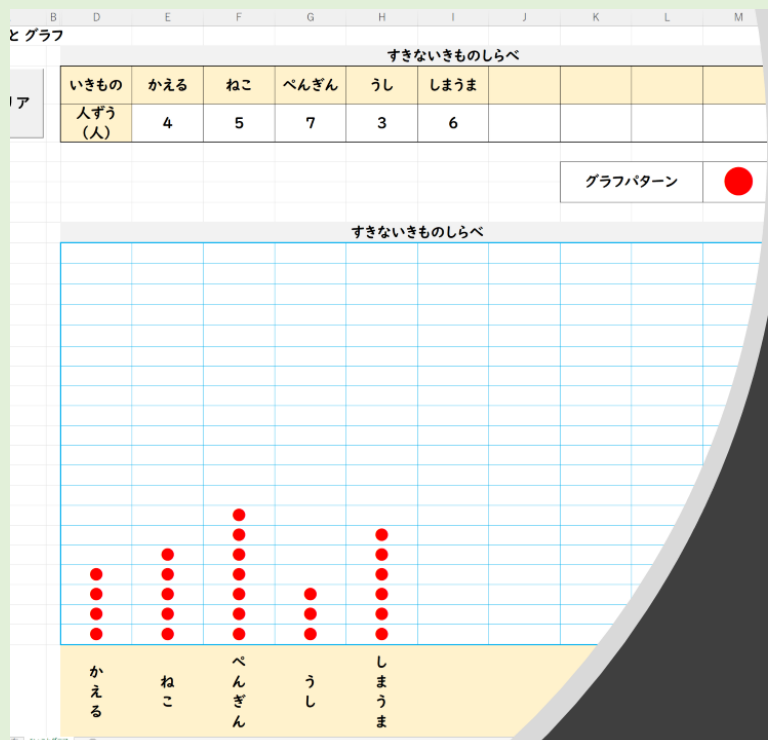 B D E F G H I J K L M
と グラフ
すきないきものしらべ
リア
いきもの かえる ねこ ぺんぎん うし しまうま
人ずう
（人）
4 5 7 3 6
グラフパターン
すきないきものしらべ
かえる
ねこ
ぺんぎん
うし
しまうま